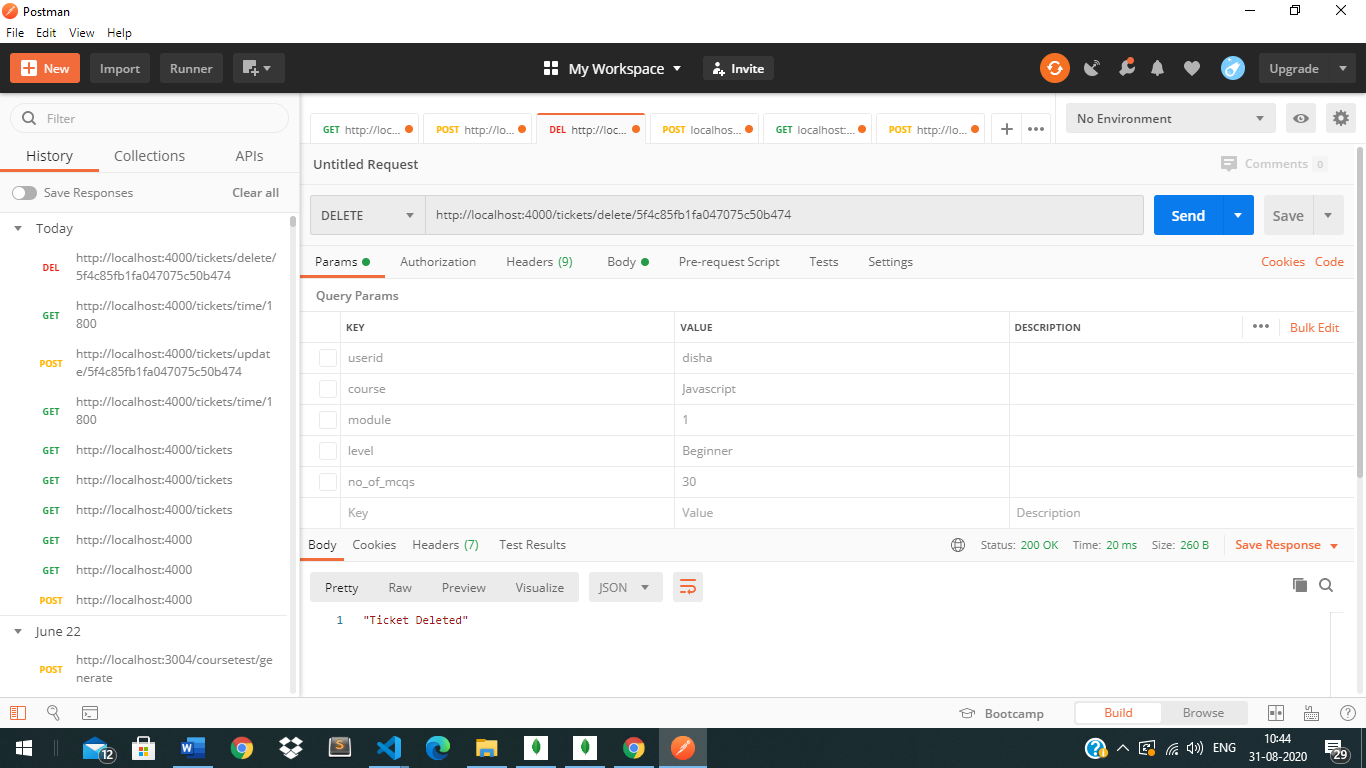 Postman
File Edit View Help
New Import Runner My Workspace Invite Upgrade
Filter
History Collections APIs
Save Responses Clear all
Today
DEL http://localhost:4000/tickets/delete/
5f4c85fb1fa047075c50b474
GET http://localhost:4000/tickets/time/1
800
POST http://localhost:4000/tickets/updat
e/5f4c85fb1fa047075c50b474
GET http://localhost:4000/tickets/time/1
800
GET http://localhost:4000/tickets
GET http://localhost:4000/tickets
GET http://localhost:4000/tickets
GET http://localhost:4000
GET http://localhost:4000
POST http://localhost:4000
June 22
POST http://localhost:3004/coursetest/ge
nerate
GET http://loc... POST http://lo... DEL http://loc... POST localhos... GET localhost:... POST http://lo... No Environment
Untitled Request Comments 0
DELETE http://localhost:4000/tickets/delete/5f4c85fb1fa047075c50b474 Send Save
Params Authorization Headers (9) Body Pre-request Script Tests Settings Cookies Code
Query Params
KEY VALUE DESCRIPTION Bulk Edit
userid disha
course Javascript
module 1
level Beginner
no_of_mcqs 30
Key Value Description
Body Cookies Headers (7) Test Results Status: 200 OK Time: 20 ms Size: 260 B Save Response
Pretty Raw Preview Visualize JSON
1 "Ticket Deleted"
Bootcamp Build Browse
12 W S ENG 10:44
31-08-2020 29